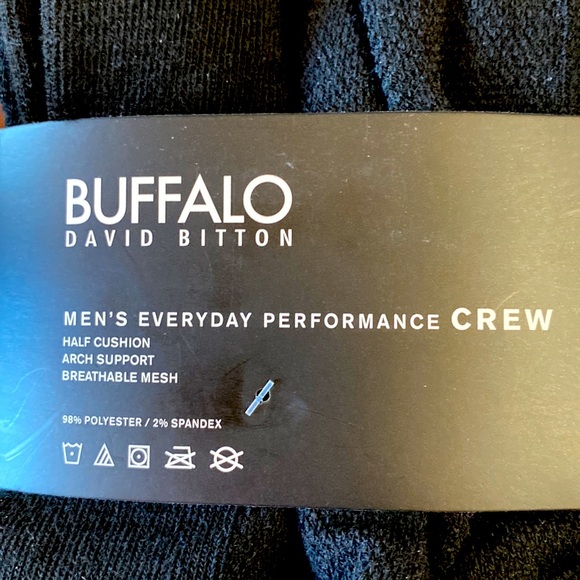 BUFFALO
DAVID BITTON
MEN'S EVERYDAY PERFORMANCE CREW
HALF CUSHION
ARCH SUPPORT
BREATHABLE MESH
98% POLYESTER / 2% SPANDEX